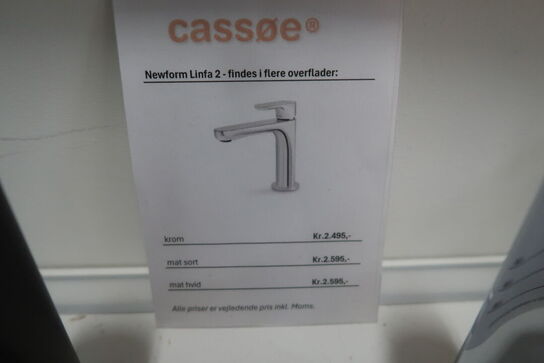 cassøe®
Newform Linfa 2 - findes i flere overflader:
krom Kr.2.495,-
mat sort Kr.2.595,-
mat hvid Kr.2.595,-
Alle priser er vejledende pris inkl. Moms.